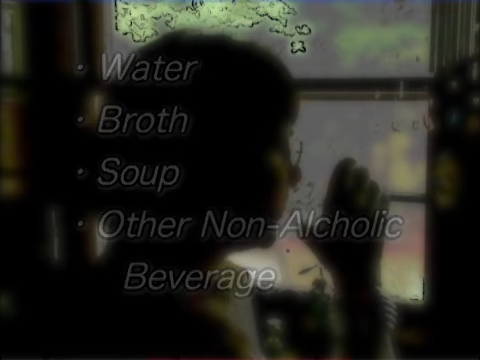 · Water
· Broth
· Soup
· Other Non-Alcholic
Beverage